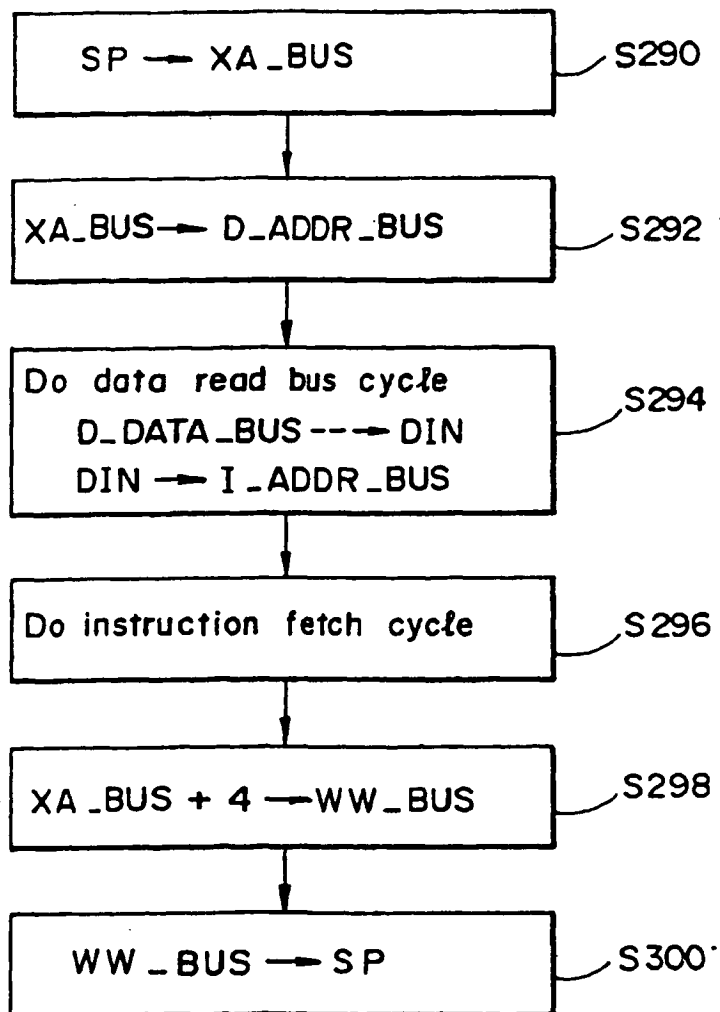 SP → XA_BUS
S290
XA_BUS → D_ADDR_BUS
S292
Do data read bus cycle
D_DATA_BUS ---→ DIN
DIN → I_ADDR_BUS
S294
Do instruction fetch cycle
S296
XA_BUS + 4 → WW_BUS
S298
WW_BUS → SP
S300